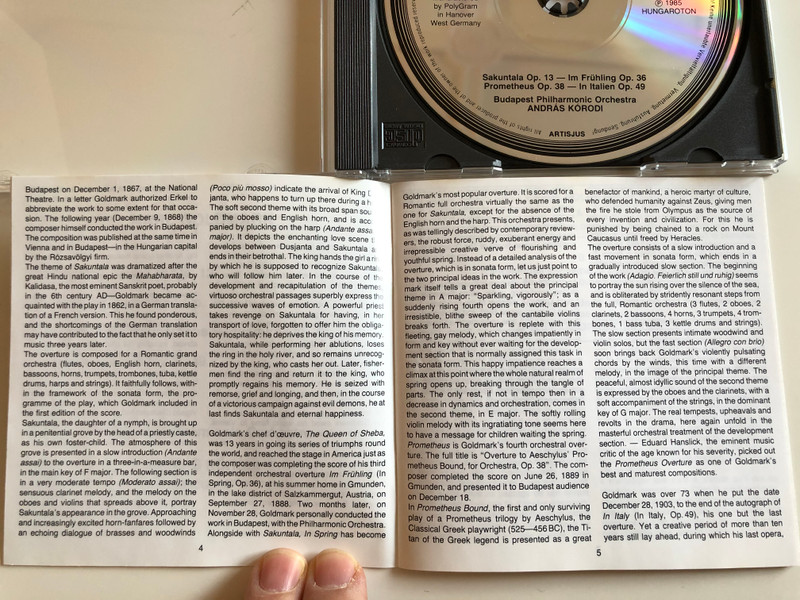 by PolyGram
in Hanover
West Germany
Ⓟ 1985
HUNGAROTON
Sakuntala Op. 13 — Im Frühling Op. 36
Prometheus Op. 38 — In Italien Op. 49
Budapest Philharmonic Orchestra
ANDRÁS KÓRODI
ARTISJUS
All rights of the
owner of the work reproduced
Vermietung, Aufführung, Sendung!
disc
Budapest on December 1, 1867, at the National
Theatre. In a letter Goldmark authorized Erkel to
abbreviate the work to some extent for that occa-
sion. The following year (December 9, 1868) the
composer himself conducted the work in Budapest.
The composition was published at the same time in
Vienna and in Budapest—in the Hungarian capital
by the Rózsavölgyi firm.
The theme of Sakuntala was dramatized after the
great Hindu national epic the Mahabharata, by
Kalidasa, the most eminent Sanskrit poet, probably
in the 6th century AD—Goldmark became ac-
quainted with the play in 1862, in a German transla-
tion of a French version. This he found ponderous,
and the shortcomings of the German translation
may have contributed to the fact that he only set it to
music three years later.
The overture is composed for a Romantic grand
orchestra (flutes, oboes, English horn, clarinets,
bassoons, horns, trumpets, trombones, tuba, kettle
drums, harps and strings). It faithfully follows, with-
in the framework of the sonata form, the pro-
gramme of the play, which Goldmark included in
the first edition of the score.
Sakuntala, the daughter of a nymph, is brought up
in a penitential grove by the head of a priestly caste,
as his own foster-child. The atmosphere of this
grove is presented in a slow introduction (Andante
assai) to the overture in a three-in-a-measure bar,
in the main key of F major. The following section is
in a very moderate tempo (Moderato assai); the
sensuous clarinet melody, and the melody on the
oboes and violins that spreads above it, portray
Sakuntala's appearance in the grove. Approaching
and increasingly excited horn-fanfares followed by
an echoing dialogue of brasses and woodwinds
(Poco più mosso) indicate the arrival of King
janta, who happens to turn up there during a
The soft second theme with its broad span
on the oboes and English horn, and is
panied by plucking on the harp (Andante assai
major). It depicts the enchanting love scene
develops between Dusjanta and Sakuntala
ends in their betrothal. The king hands the girl a
by which he is supposed to recognize Sakuntala
who will follow him later. In the course of
development and recapitulation of the themes
virtuoso orchestral passages superbly express
successive waves of emotion. A powerful priest
takes revenge on Sakuntala for having, in her
transport of love, forgotten to offer him the obliga-
tory hospitality: he deprives the king of his memory.
Sakuntala, while performing her ablutions, loses
the ring in the holy river, and so remains unrecog-
nized by the king, who casts her out. Later, fisher-
men find the ring and return it to the king, who
promptly regains his memory. He is seized with
remorse, grief and longing, and then, in the course
of a victorious campaign against evil demons, he at
last finds Sakuntala and eternal happiness.
Goldmark's chef d'œuvre, The Queen of Sheba,
was 13 years in going its series of triumphs round
the world, and reached the stage in America just as
the composer was completing the score of his third
independent orchestral overture Im Frühling (In
Spring, Op. 36), at his summer home in Gmunden,
in the lake district of Salzkammergut, Austria, on
September 27, 1888. Two months later, on
November 28, Goldmark personally conducted the
work in Budapest, with the Philharmonic Orchestra.
Alongside with Sakuntala, In Spring has become
4
Goldmark's most popular overture. It is scored for a
Romantic full orchestra virtually the same as the
one for Sakuntala, except for the absence of the
English horn and the harp. This orchestra presents,
as was tellingly described by contemporary review-
ers, the robust force, ruddy, exuberant energy and
irrepressible creative verve of flourishing and
youthful spring. Instead of a detailed analysis of the
overture, which is in sonata form, let us just point to
the two principal ideas in the work. The expression
mark itself tells a great deal about the principal
theme in A major: "Sparkling, vigorously"; as a
suddenly rising fourth opens the work, and an
irresistible, blithe sweep of the cantabile violins
breaks forth. The overture is replete with this
fleeting, gay melody, which changes impatiently in
form and key without ever waiting for the develop-
ment section that is normally assigned this task in
the sonata form. This happy impatience reaches a
climax at this point where the whole natural realm of
spring opens up, breaking through the tangle of
parts. The only rest, if not in tempo then in a
decrease in dynamics and orchestration, comes in
the second theme, in E major. The softly rolling
violin melody with its ingratiating tone seems here
to have a message for children waiting the spring.
Prometheus is Goldmark's fourth orchestral over-
ture. The full title is "Overture to Aeschylus' Pro-
metheus Bound, for Orchestra, Op. 38". The com-
poser completed the score on June 26, 1889 in
Gmunden, and presented it to Budapest audience
on December 18.
In Prometheus Bound, the first and only surviving
play of a Prometheus trilogy by Aeschylus, the
Classical Greek playwright (525—456 BC), the Ti-
tan of the Greek legend is presented as a great
benefactor of mankind, a heroic martyr of culture,
who defended humanity against Zeus, giving men
the fire he stole from Olympus as the source of
every invention and civilization. For this he is
punished by being chained to a rock on Mount
Caucasus until freed by Heracles.
The overture consists of a slow introduction and a
fast movement in sonata form, which ends in a
gradually introduced slow section. The beginning
of the work (Adagio. Feierlich still und ruhig) seems
to portray the sun rising over the silence of the sea,
and is obliterated by stridently resonant steps from
the full, Romantic orchestra (3 flutes, 2 oboes, 2
clarinets, 2 bassoons, 4 horns, 3 trumpets, 4 trom-
bones, 1 bass tuba, 3 kettle drums and strings).
The slow section presents intimate woodwind and
violin solos, but the fast section (Allegro con brio)
soon brings back Goldmark's violently pulsating
chords by the winds, this time with a different
melody, in the image of the principal theme. The
peaceful, almost idyllic sound of the second theme
is expressed by the oboes and the clarinets, with a
soft accompaniment of the strings, in the dominant
key of G major. The real tempests, upheavals and
revolts in the drama, here again unfold in the
masterful orchestral treatment of the development
section. — Eduard Hanslick, the eminent music
critic of the age known for his severity, picked out
the Prometheus Overture as one of Goldmark's
best and maturest compositions.
Goldmark was over 73 when he put the date
December 28, 1903, to the end of the autograph of
In Italy (In Italy, Op. 49), his one but the last
overture. Yet a creative period of more than ten
years still lay ahead, during which his last opera,
5